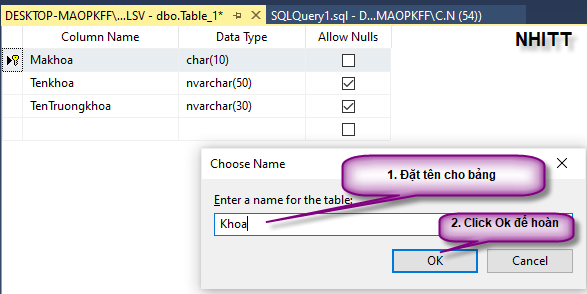 DESKTOP-MAOPKFF\...LSV - dbo.Table_1*
SQLQuery1.sql - D...MAOPKFF\C.N (54))
Column Name Data Type Allow Nulls
NHITT
Makhoa char(10)
Tenkhoa nvarchar(50)
TenTruongkhoa nvarchar(30)
Choose Name
1. Đặt tên cho bảng
Enter a name for the table:
Khoa
2. Click Ok để hoàn
OK Cancel